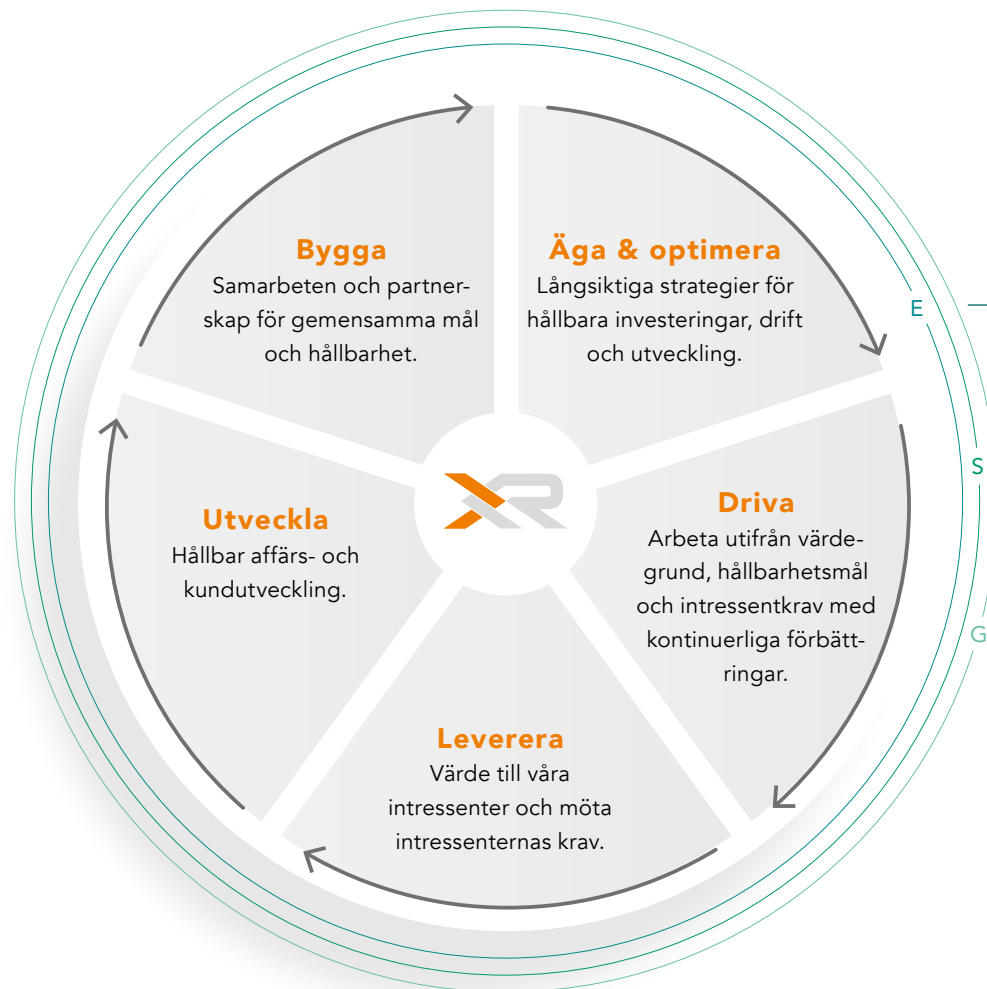 Bygga
Samarbeten och partner-
skap för gemensamma mål
och hållbarhet.
Äga & optimera
Långsiktiga strategier för
hållbara investeringar, drift
och utveckling.
E
S
G
Driva
Arbeta utifrån värde-
grund, hållbarhetsmål
och intressentkrav med
kontinuerliga förbätt-
ringar.
Leverera
Värde till våra
intressenter och möta
intressenternas krav.
Utveckla
Hållbar affärs- och
kundutveckling.
XR